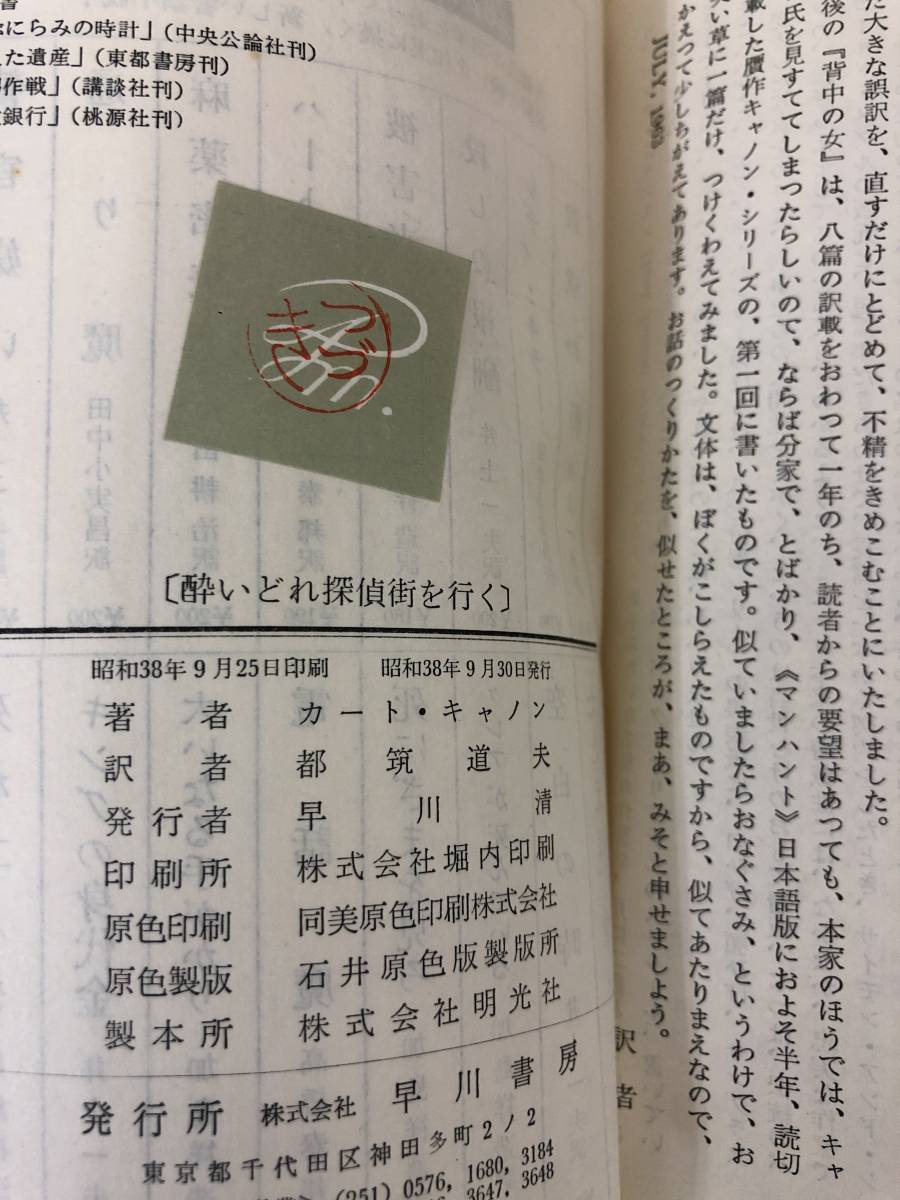 た大きな誤訳を、直すだけにとどめて、不精をきめこむことにいたしました。
後の『背中の女』は、八篇の訳載をおわつて一年のち、読者からの要望はあつても、本家のほうでは、キャ
氏を見すててしまつたらしいので、ならば分家で、とばかり、《マンハント》日本語版におよそ半年、読切
載した贋作キャノン・シリーズの、第一回に書いたものです。似ていましたらおなぐさみ、というわけで、お
い草に一篇だけ、つけくわえてみました。文体は、ぼくがこしらえたものですから、似てあたりまえなので、
かえつて少しちがえてあります。お話のつくりかたを、似せたところが、まあ、みそと申せましよう。
JULY, 1963
訳者
にらみの時計」(中央公論社刊)
た遺産」(東都書房刊)
作戦」(講談社刊)
銀行」(桃源社刊)
つづき
〔酔いどれ探偵街を行く〕
昭和38年9月25日印刷 昭和38年9月30日発行
著者 カート・キャノン
訳者 都筑道夫
発行者 早川清
印刷所 株式会社堀内印刷
原色印刷 同美原色印刷株式会社
原色製版 石井原色版製版所
製本所 株式会社明光社
発行所 株式会社 早川書房
東京都千代田区神田多町2ノ2
(251) 0576, 1680, 3184
3647, 3648